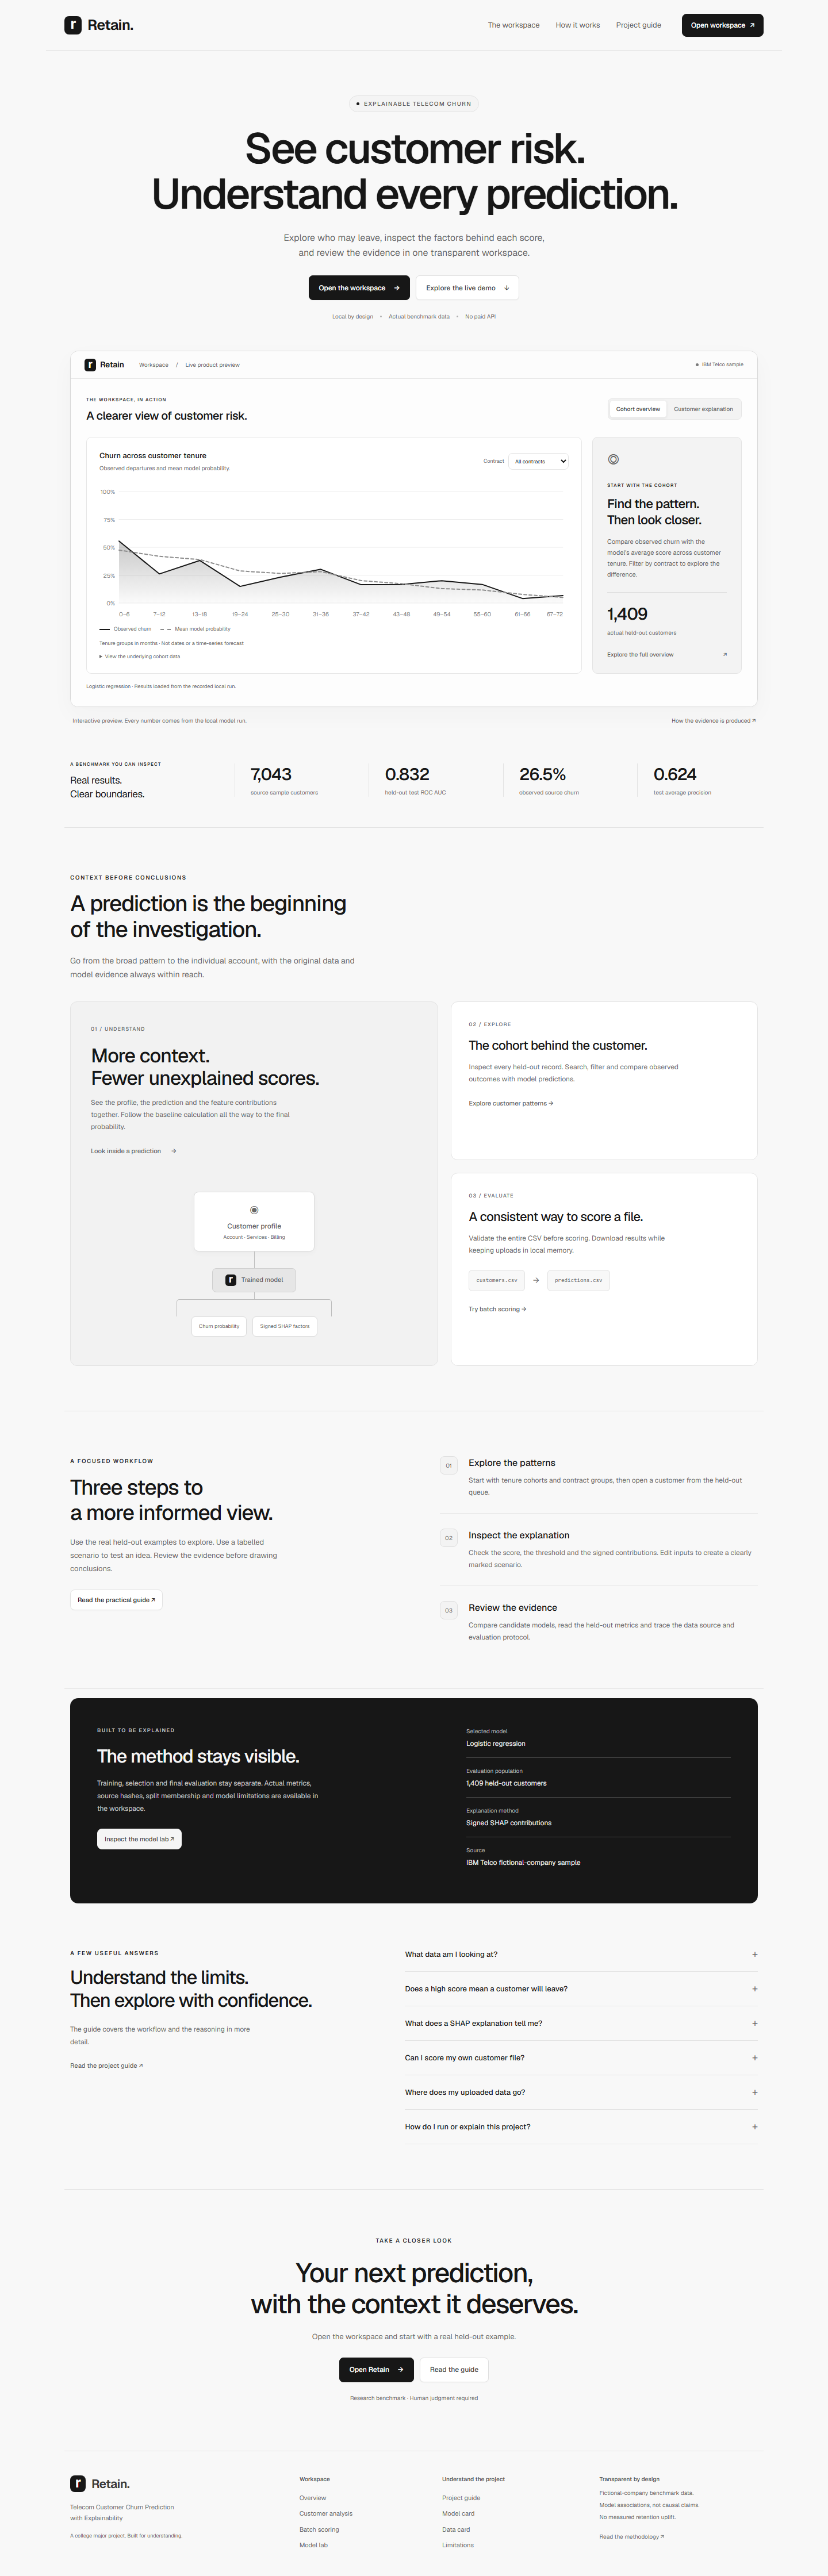 r Retain.
The workspace
How it works
Project guide
Open workspace ↗
EXPLAINABLE TELECOM CHURN
See customer risk.
Understand every prediction.
Explore who may leave, inspect the factors behind each score,
and review the evidence in one transparent workspace.
Open the workspace →
Explore the live demo ↓
Local by design • Actual benchmark data • No paid API
r Retain
Workspace / Live product preview
IBM Telco sample
THE WORKSPACE, IN ACTION
A clearer view of customer risk.
Cohort overview
Customer explanation
Churn across customer tenure
Observed departures and mean model probability.
Contract
All contracts
100%
75%
50%
25%
0%
0–6 7–12 13–18 19–24 25–30 31–36 37–42 43–48 49–54 55–60 61–66 67–72
Observed churn
Mean model probability
Tenure groups in months · Not dates or a time-series forecast
View the underlying cohort data
START WITH THE COHORT
Find the pattern.
Then look closer.
Compare observed churn with the
model's average score across customer
tenure. Filter by contract to explore the
difference.
1,409
actual held-out customers
Explore the full overview ↗
Logistic regression · Results loaded from the recorded local run.
Interactive preview. Every number comes from the local model run.
How the evidence is produced ↗
A BENCHMARK YOU CAN INSPECT
Real results.
Clear boundaries.
7,043
source sample customers
0.832
held-out test ROC AUC
26.5%
observed source churn
0.624
test average precision
CONTEXT BEFORE CONCLUSIONS
A prediction is the beginning
of the investigation.
Go from the broad pattern to the individual account, with the original data and
model evidence always within reach.
01 / UNDERSTAND
More context.
Fewer unexplained scores.
See the profile, the prediction and the feature contributions
together. Follow the baseline calculation all the way to the final
probability.
Look inside a prediction →
Customer profile
Account · Services · Billing
r Trained model
Churn probability
Signed SHAP factors
02 / EXPLORE
The cohort behind the customer.
Inspect every held-out record. Search, filter and compare observed
outcomes with model predictions.
Explore customer patterns →
03 / EVALUATE
A consistent way to score a file.
Validate the entire CSV before scoring. Download results while
keeping uploads in local memory.
customers.csv → predictions.csv
Try batch scoring →
A FOCUSED WORKFLOW
Three steps to
a more informed view.
Use the real held-out examples to explore. Use a labelled
scenario to test an idea. Review the evidence before drawing
conclusions.
Read the practical guide ↗
01
Explore the patterns
Start with tenure cohorts and contract groups, then open a customer from the held-out
queue.
02
Inspect the explanation
Check the score, the threshold and the signed contributions. Edit inputs to create a clearly
marked scenario.
03
Review the evidence
Compare candidate models, read the held-out metrics and trace the data source and
evaluation protocol.
BUILT TO BE EXPLAINED
The method stays visible.
Training, selection and final evaluation stay separate. Actual metrics,
source hashes, split membership and model limitations are available in
the workspace.
Inspect the model lab ↗
Selected model
Logistic regression
Evaluation population
1,409 held-out customers
Explanation method
Signed SHAP contributions
Source
IBM Telco fictional-company sample
A FEW USEFUL ANSWERS
Understand the limits.
Then explore with confidence.
The guide covers the workflow and the reasoning in more
detail.
Read the project guide ↗
What data am I looking at? +
Does a high score mean a customer will leave? +
What does a SHAP explanation tell me? +
Can I score my own customer file? +
Where does my uploaded data go? +
How do I run or explain this project? +
TAKE A CLOSER LOOK
Your next prediction,
with the context it deserves.
Open the workspace and start with a real held-out example.
Open Retain →
Read the guide
Research benchmark · Human judgment required
r Retain.
Telecom Customer Churn Prediction
with Explainability
A college major project. Built for understanding.
Workspace
Overview
Customer analysis
Batch scoring
Model lab
Understand the project
Project guide
Model card
Data card
Limitations
Transparent by design
Fictional-company benchmark data.
Model associations, not causal claims.
No measured retention uplift.
Read the methodology ↗